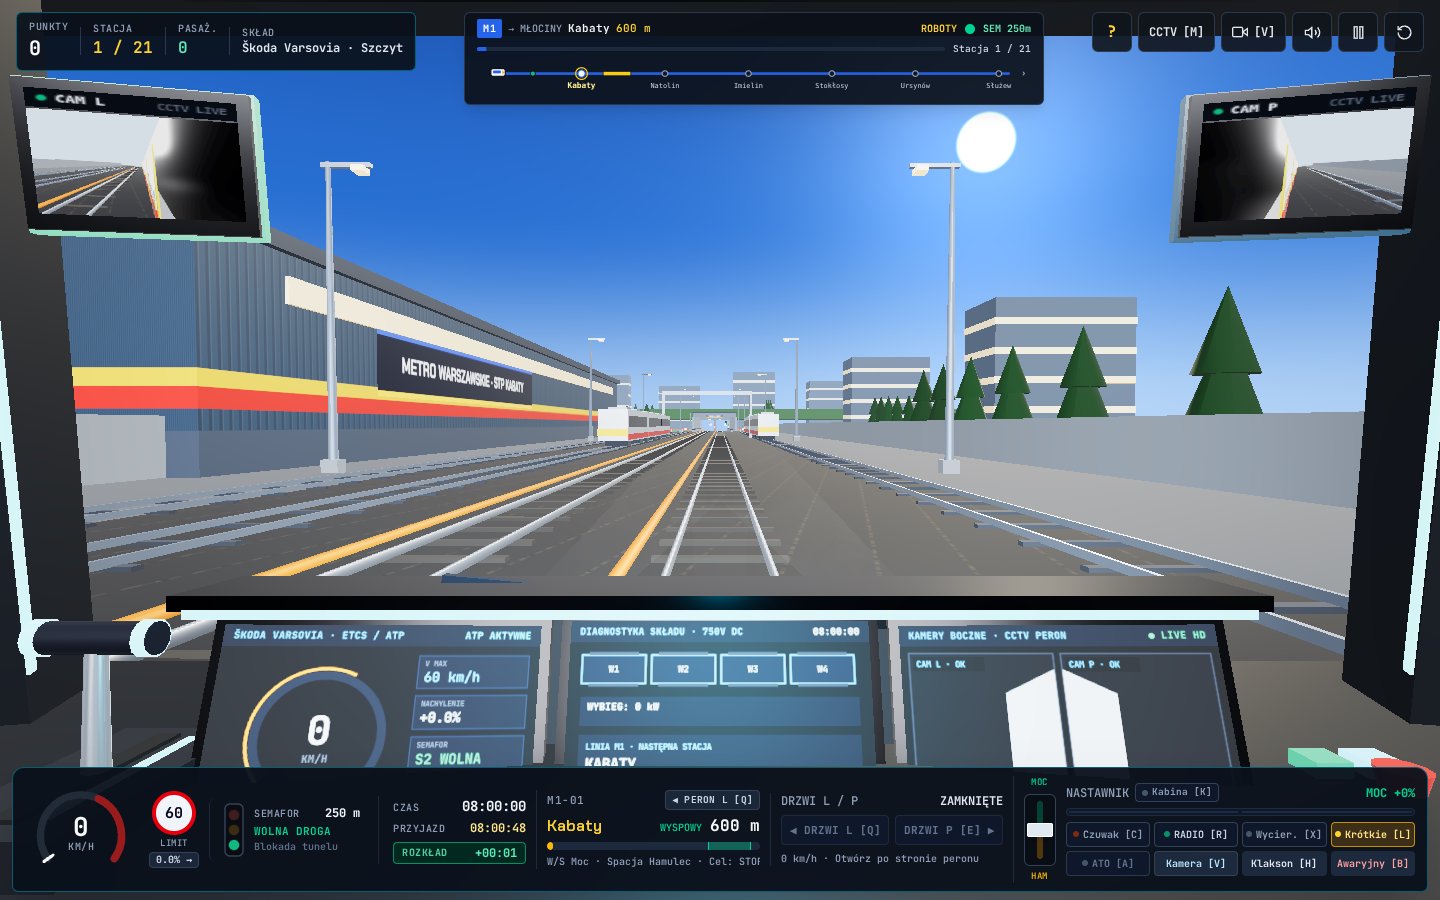 PUNKTY
0
STACJA
1 / 21
PASAŻ.
0
SKŁAD
Škoda Varsovia · Szczyt
M1 → MŁOCINY Kabaty 600 m
ROBOTY SEM 250m
Stacja 1 / 21
Kabaty
Natolin
Imielin
Stokłosy
Ursynów
Służew
?
CCTV [M]
[V]
CAM L CCTV LIVE
CAM P CCTV LIVE
METRO WARSZAWSKIE · STP KABATY
ŠKODA VARSOVIA · ETCS / ATP
ATP AKTYWNE
0
KM/H
V MAX
60 km/h
NACHYLENIE
+0.0%
SEMAFOR
S2 WOLNA
DIAGNOSTYKA SKŁADU · 750V DC
08:00:00
W1
W2
W3
W4
WYBIEG: 0 kW
LINIA M1 · NASTĘPNA STACJA
KABATY
KAMERY BOCZNE · CCTV PERON
LIVE HD
CAM L · OK
CAM P · OK
0
KM/H
60
LIMIT
0.0% →
SEMAFOR
250 m
WOLNA DROGA
Blokada tunelu
CZAS
08:00:00
PRZYJAZD
08:00:48
ROZKŁAD
+00:01
M1-01
◀ PERON L [Q]
Kabaty
WYSPOWY
600 m
W/S Moc · Spacja Hamulec · Cel: STOP
DRZWI L / P
ZAMKNIĘTE
◀ DRZWI L [Q]
DRZWI P [E] ▶
0 km/h · Otwórz po stronie peronu
MOC
HAM
NASTAWNIK
Kabina [K]
MOC +0%
Czuwak [C]
RADIO [R]
Wycier. [X]
Krótkie [L]
ATO [A]
Kamera [V]
Klakson [H]
Awaryjny [B]